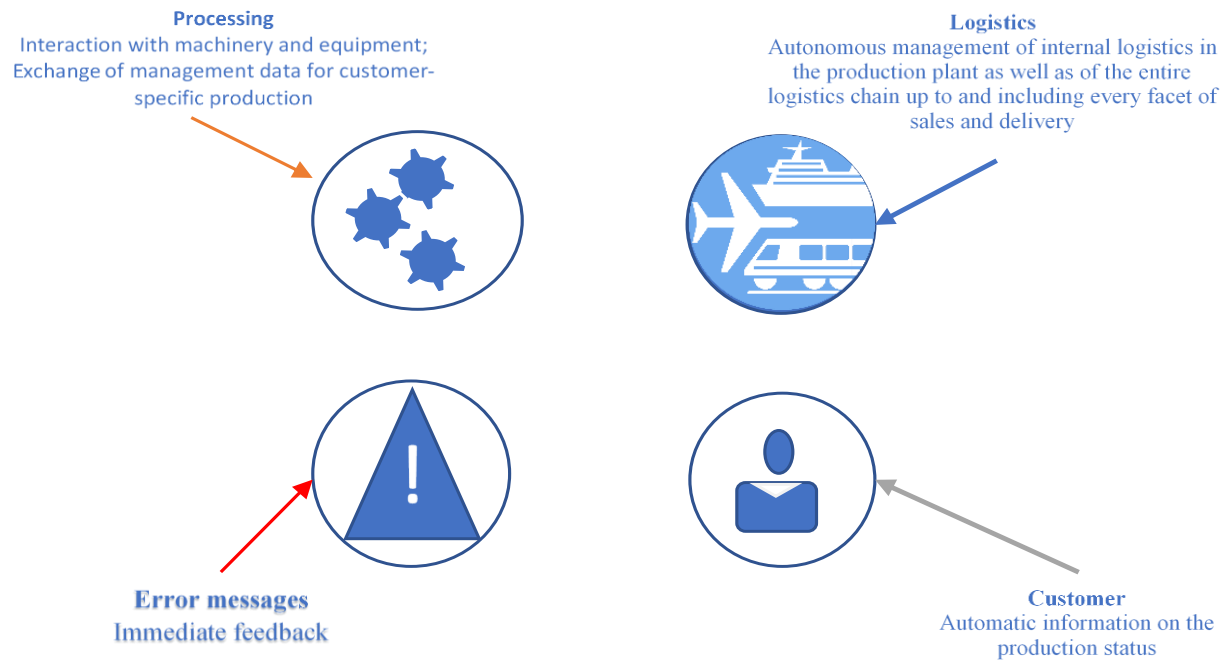 Processing
Interaction with machinery and equipment;
Exchange of management data for customer-
specific production
Logistics
Autonomous management of internal logistics in
the production plant as well as of the entire
logistics chain up to and including every facet of
sales and delivery
!
Error messages
Immediate feedback
Customer
Automatic information on the
production status